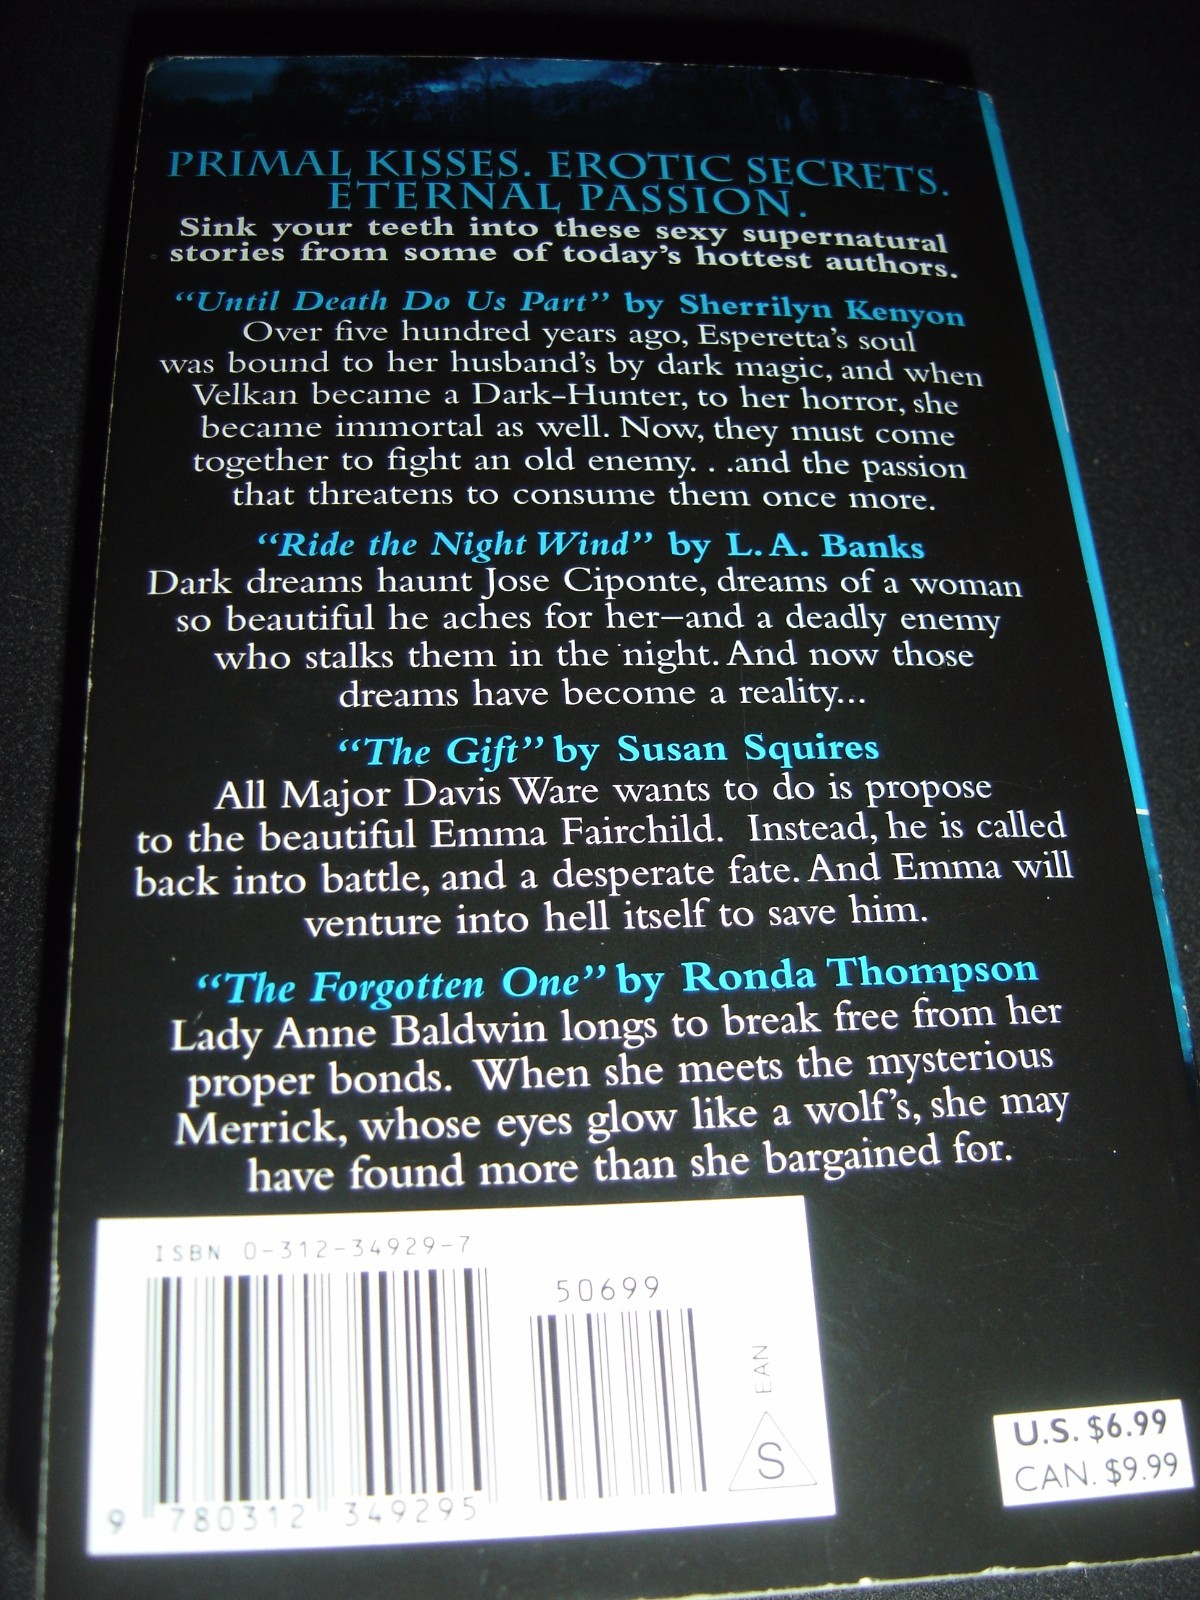 PRIMAL KISSES. EROTIC SECRETS.
ETERNAL PASSION.
Sink your teeth into these sexy supernatural
stories from some of today's hottest authors.
“Until Death Do Us Part” by Sherrilyn Kenyon
Over five hundred years ago, Esperetta's soul
was bound to her husband's by dark magic, and when
Velkan became a Dark-Hunter, to her horror, she
became immortal as well. Now, they must come
together to fight an old enemy. . .and the passion
that threatens to consume them once more.
“Ride the Night Wind” by L.A. Banks
Dark dreams haunt Jose Ciponte, dreams of a woman
so beautiful he aches for her—and a deadly enemy
who stalks them in the night. And now those
dreams have become a reality...
“The Gift” by Susan Squires
All Major Davis Ware wants to do is propose
to the beautiful Emma Fairchild. Instead, he is called
back into battle, and a desperate fate. And Emma will
venture into hell itself to save him.
“The Forgotten One” by Ronda Thompson
Lady Anne Baldwin longs to break free from her
proper bonds. When she meets the mysterious
Merrick, whose eyes glow like a wolf's, she may
have found more than she bargained for.
ISBN 0-312-34929-7
50699
EAN
S
9 780312 349295
U.S. $6.99
CAN. $9.99